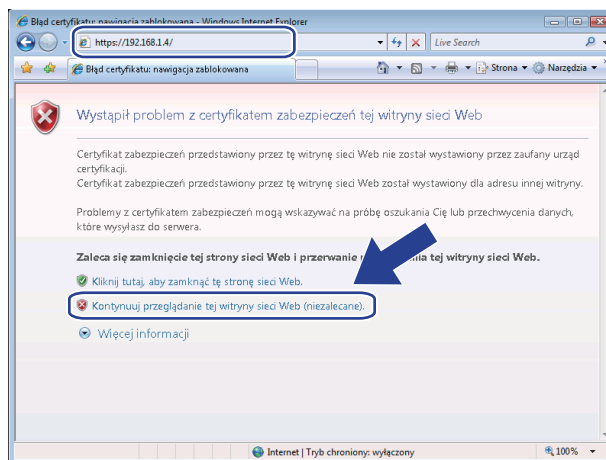 Błąd certyfikatu: nawigacja zablokowana - Windows Internet Explorer
https://192.168.1.4/
Live Search
Błąd certyfikatu: nawigacja zablokowana
Strona
Narzędzia
Wystąpił problem z certyfikatem zabezpieczeń tej witryny sieci Web
Certyfikat zabezpieczeń przedstawiony przez tę witrynę sieci Web nie został wystawiony przez zaufany urząd
certyfikacji.
Certyfikat zabezpieczeń przedstawiony przez tę witrynę sieci Web został wystawiony dla adresu innej witryny.
Problemy z certyfikatem zabezpieczeń mogą wskazywać na próbę oszukania Cię lub przechwycenia danych,
które wysyłasz do serwera.
Zaleca się zamknięcie tej strony sieci Web i przerwanie tej witryny sieci Web.
Kliknij tutaj, aby zamknąć tę stronę sieci Web.
Kontynuuj przeglądanie tej witryny sieci Web (niezalecane).
Więcej informacji
Internet | Tryb chroniony: wyłączony
100%